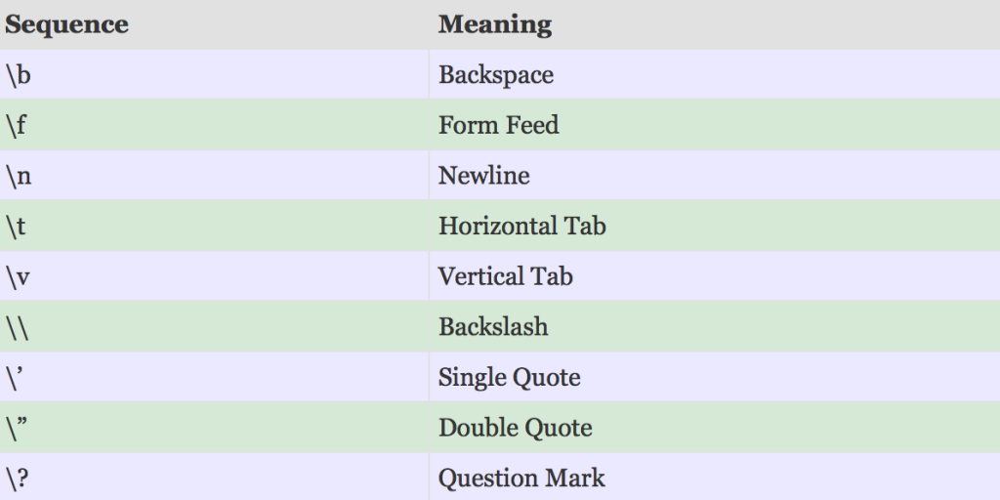 Sequence Meaning
\b Backspace
\f Form Feed
\n Newline
\t Horizontal Tab
\v Vertical Tab
\\ Backslash
\’ Single Quote
\” Double Quote
\? Question Mark